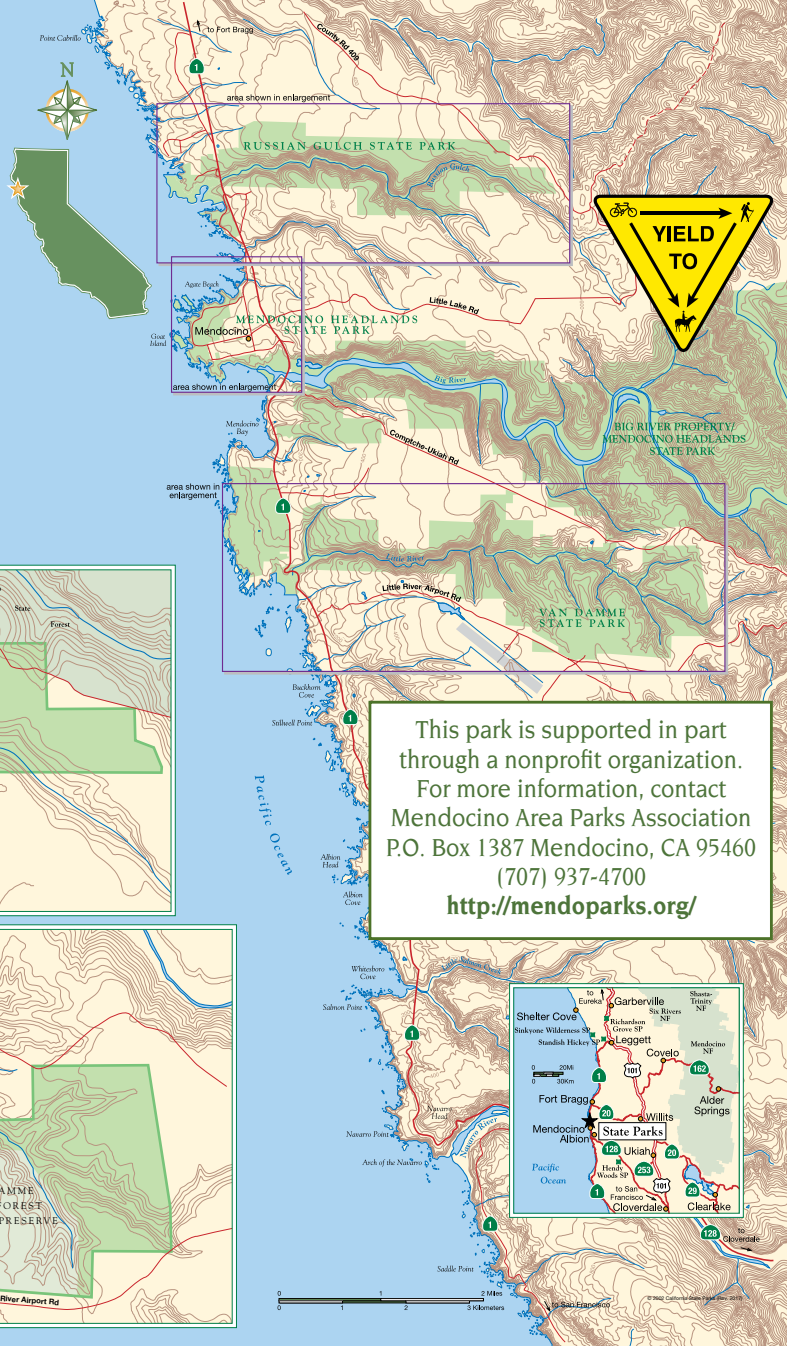 Point Cabrillo
to Fort Bragg
County Rd 409
1
N
area shown in enlargement
RUSSIAN GULCH STATE PARK
Russian Gulch
YIELD
TO
Agate Beach
Little Lake Rd
MENDOCINO HEADLANDS
STATE PARK
Mendocino
Goat
Island
area shown in enlargement
Big River
Mendocino
Bay
Comptche-Ukiah Rd
BIG RIVER PROPERTY/
MENDOCINO HEADLANDS
STATE PARK
area shown in
enlargement
1
Little River
Little River Airport Rd
VAN DAMME
STATE PARK
State
Forest
Buckhorn
Cove
Stillwell Point
1
This park is supported in part
through a nonprofit organization.
For more information, contact
Mendocino Area Parks Association
P.O. Box 1387 Mendocino, CA 95460
(707) 937-4700
http://mendoparks.org/
Pacific Ocean
Albion
Head
Albion
Cove
Whitesboro
Cove
Little Salmon Creek
Salmon Point
1
Navarro
Head
Navarro River
Navarro Point
Arch of the Navarro
1
Saddle Point
to San Francisco
to
Eureka
Garberville
Shasta-
Trinity
NF
Six Rivers
NF
Shelter Cove
Richardson
Grove SP
Sinkyone Wilderness SP
Standish Hickey SP
Leggett
Mendocino
NF
Covelo
0 20Mi
0 30Km
1
101
162
Fort Bragg
Alder
Springs
20
Willits
Mendocino
State Parks
Albion
128
Ukiah
20
Hendy
Woods SP
253
Pacific
Ocean
101
1
to San
Francisco
29
Cloverdale
Clearlake
128
to
Cloverdale
AMME
FOREST
PRESERVE
River Airport Rd
0 1 2 Miles
0 1 2 3 Kilometers
© 2002 California State Parks (Rev. 2017)